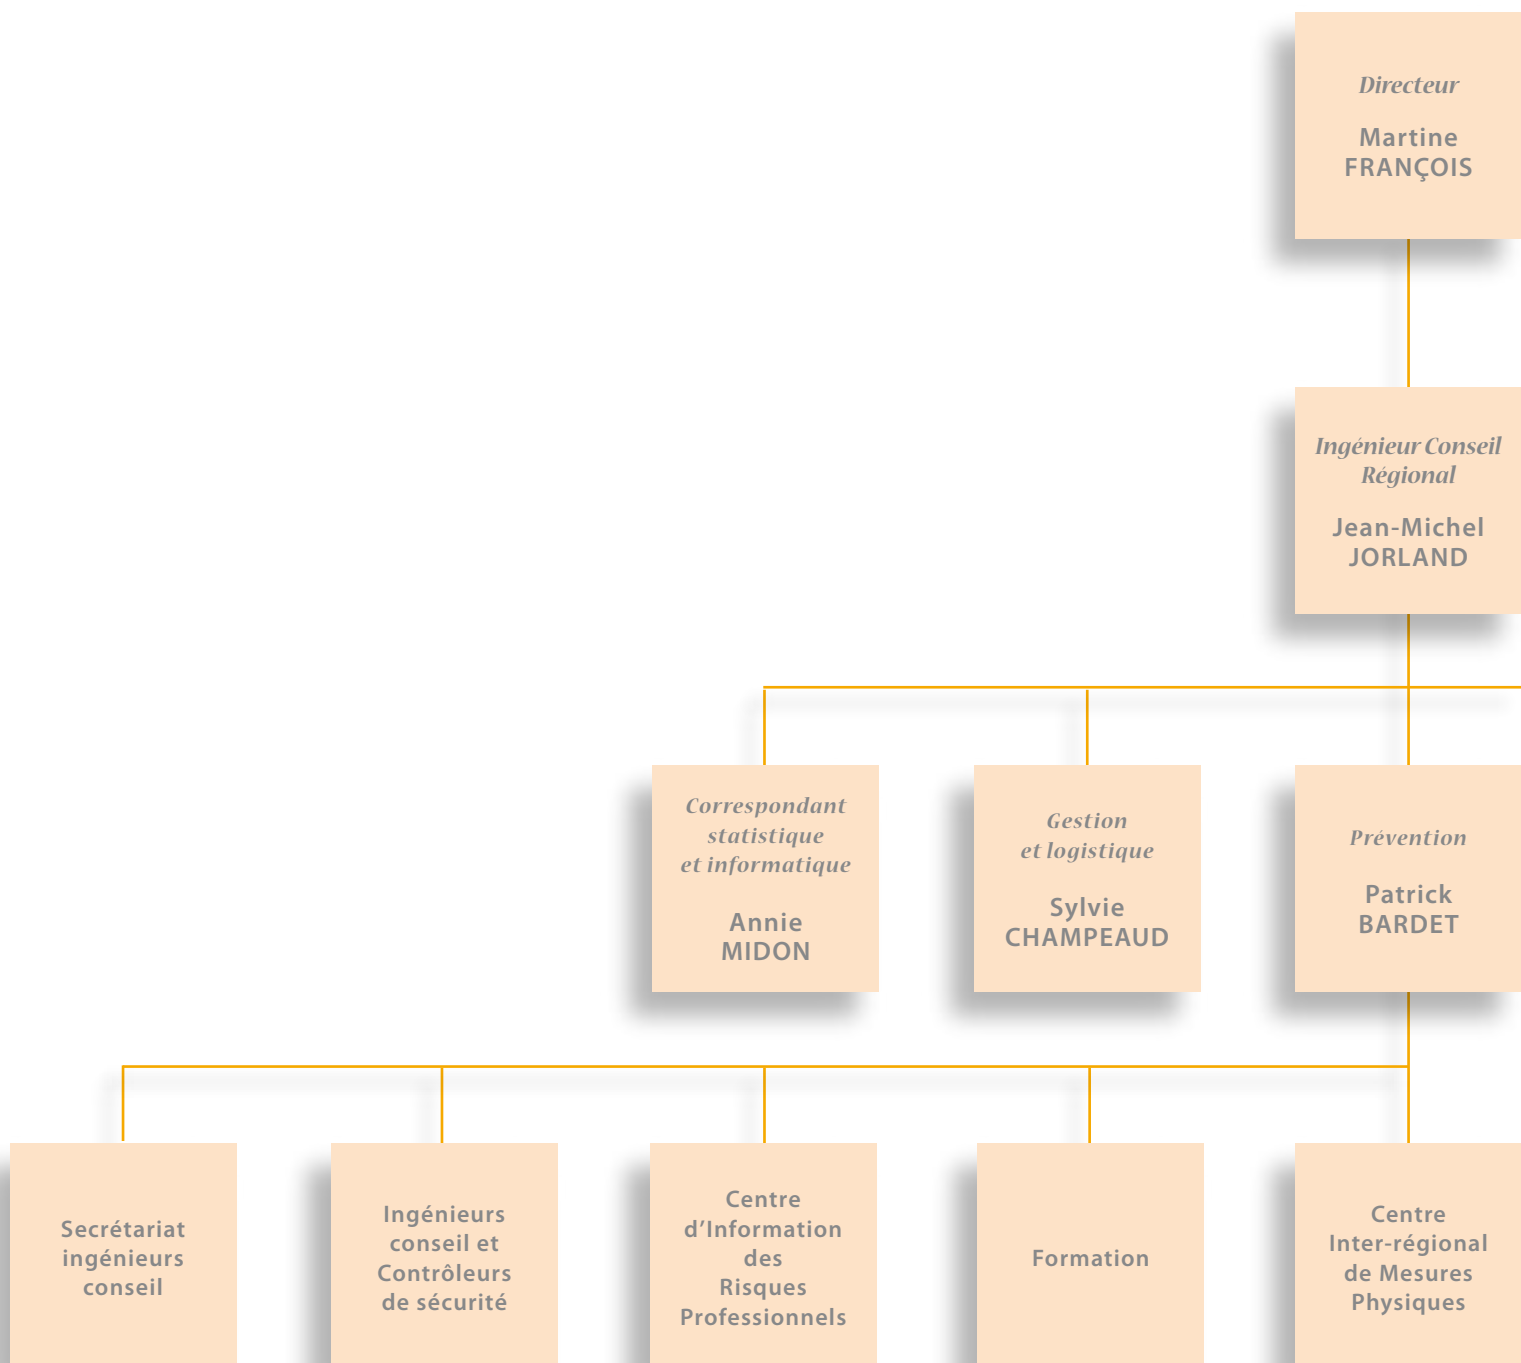 Directeur
Martine
FRANÇOIS
Ingénieur Conseil
Régional
Jean-Michel
JORLAND
Correspondant
statistique
et informatique
Annie
MIDON
Gestion
et logistique
Sylvie
CHAMPEAUD
Prévention
Patrick
BARDET
Secrétariat
ingénieurs
conseil
Ingénieurs
conseil et
Contrôleurs
de sécurité
Centre
d’Information
des
Risques
Professionnels
Formation
Centre
Inter-régional
de Mesures
Physiques